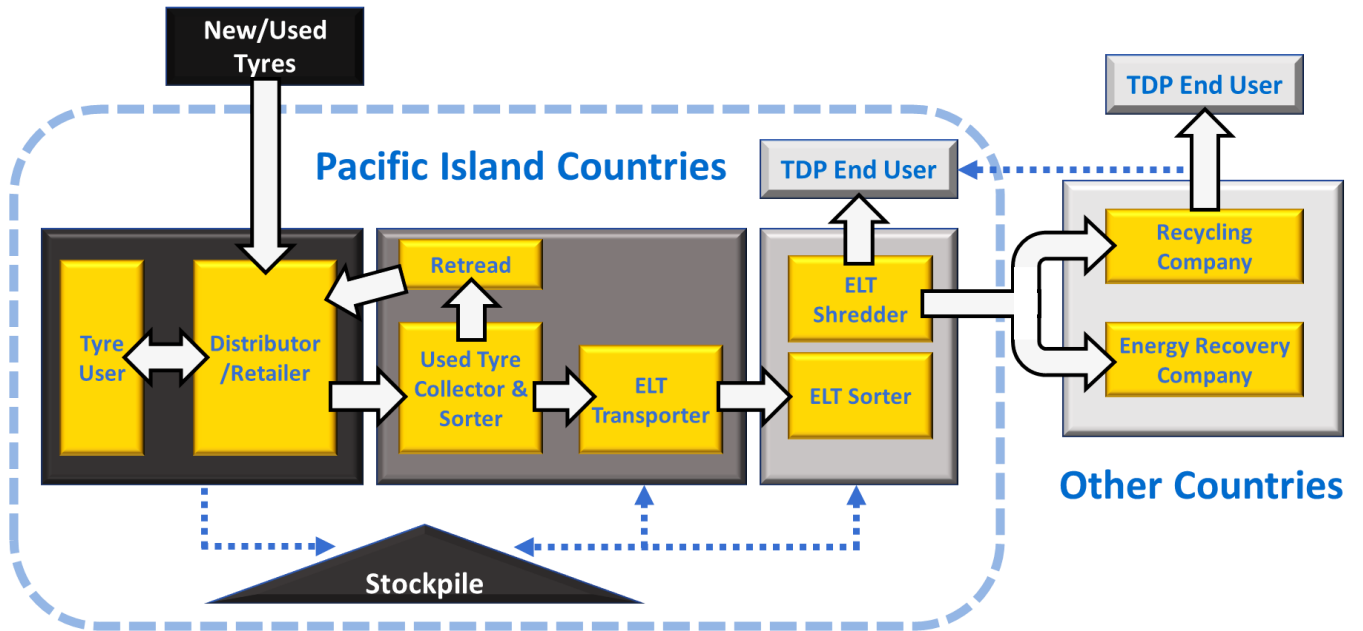 New/Used
Tyres
Pacific Island Countries
TDP End User
TDP End User
Tyre
User
Distributor
/Retailer
Retread
Used Tyre
Collector &
Sorter
ELT
Transporter
ELT
Shredder
ELT Sorter
Recycling
Company
Energy Recovery
Company
Other Countries
Stockpile